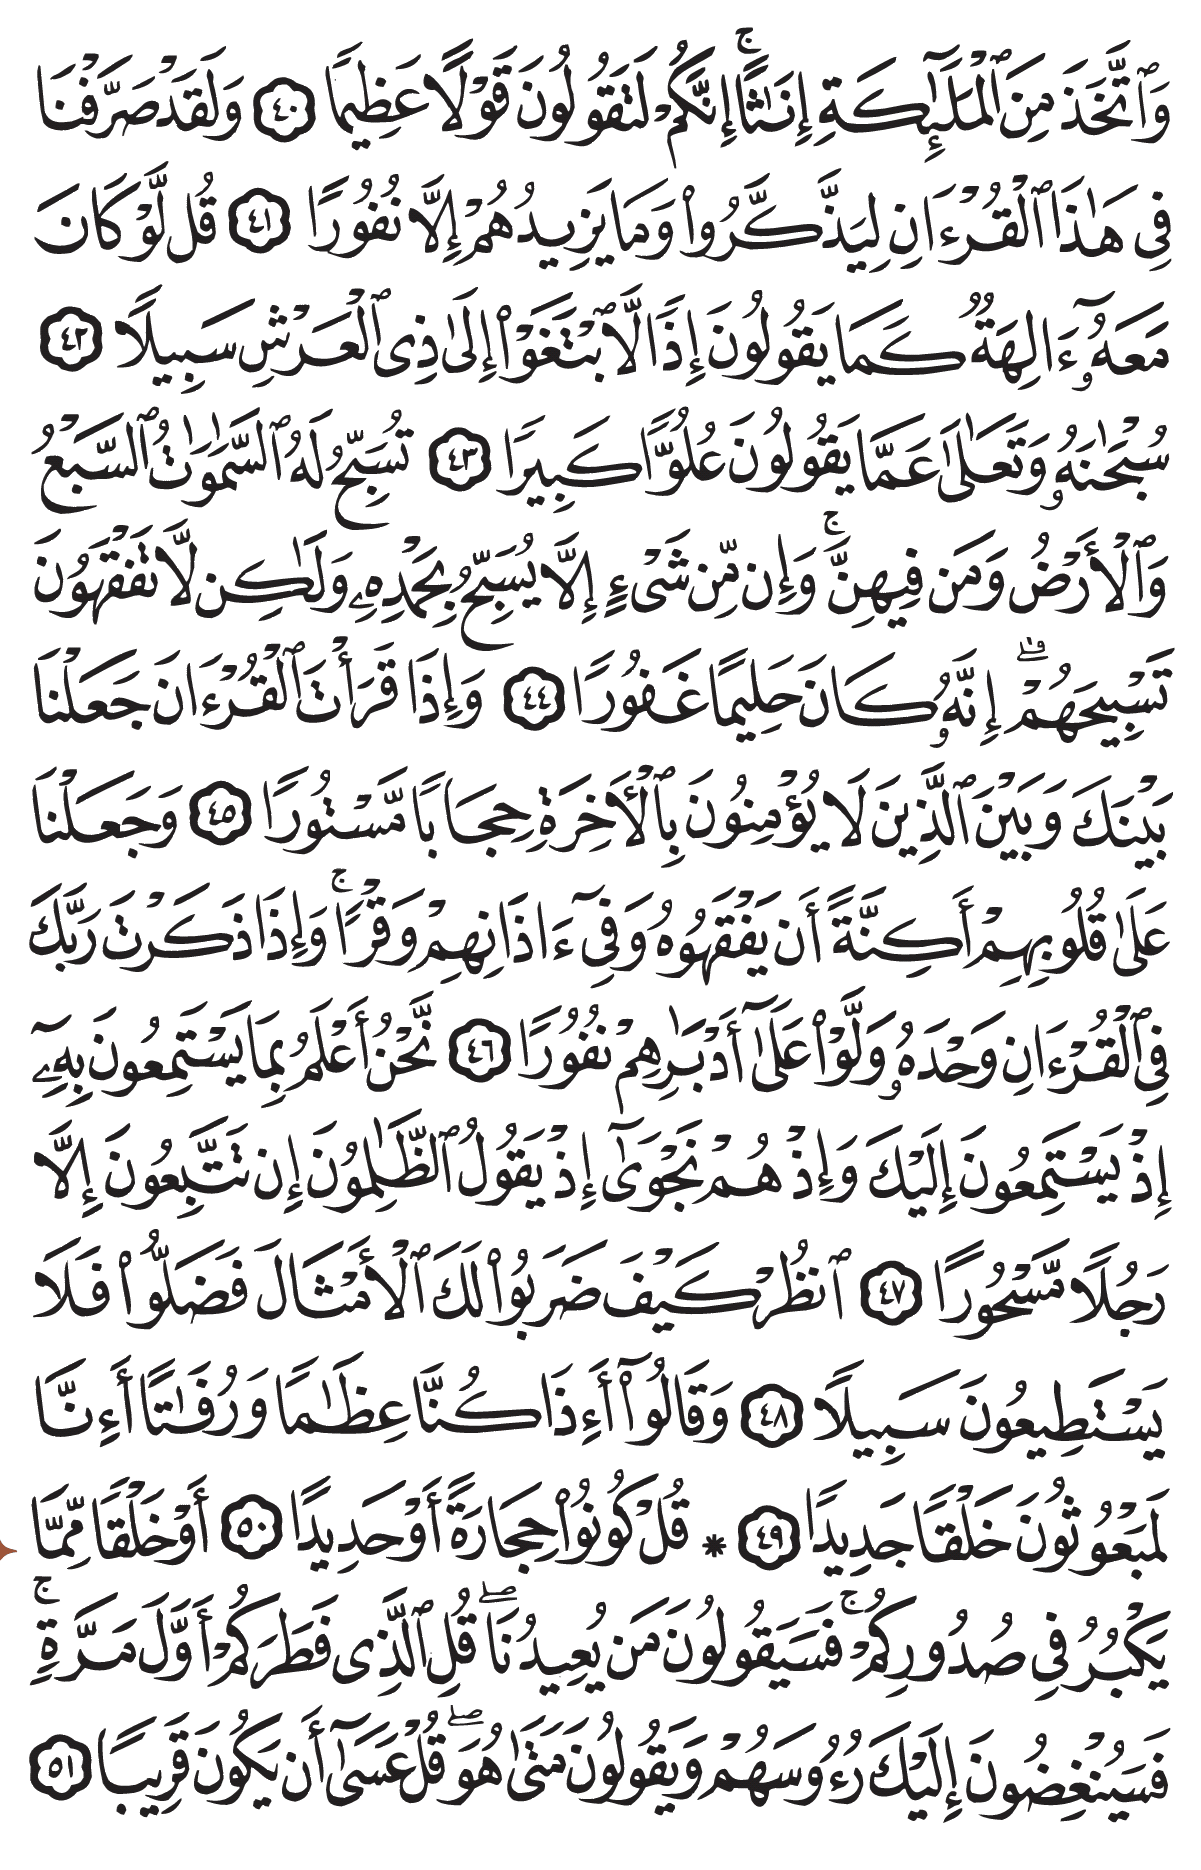 وَٱتَّخَذَ مِنَ ٱلْمَلَٰٓئِكَةِ إِنَٰثًا ۚ إِنَّكُمْ لَتَقُولُونَ قَوْلًا عَظِيمًا ٤٠ وَلَقَدْ صَرَّفْنَا
فِى هَٰذَا ٱلْقُرْءَانِ لِيَذَّكَّرُوا۟ وَمَا يَزِيدُهُمْ إِلَّا نُفُورًا ٤١ قُل لَّوْ كَانَ
مَعَهُۥٓ ءَالِهَةٌ كَمَا يَقُولُونَ إِذًا لَّٱبْتَغَوْا۟ إِلَىٰ ذِى ٱلْعَرْشِ سَبِيلًا ٤٢
سُبْحَٰنَهُۥ وَتَعَٰلَىٰ عَمَّا يَقُولُونَ عُلُوًّا كَبِيرًا ٤٣ تُسَبِّحُ لَهُ ٱلسَّمَٰوَٰتُ ٱلسَّبْعُ
وَٱلْأَرْضُ وَمَن فِيهِنَّ ۚ وَإِن مِّن شَىْءٍ إِلَّا يُسَبِّحُ بِحَمْدِهِۦ وَلَٰكِن لَّا تَفْقَهُونَ
تَسْبِيحَهُمْ ۗ إِنَّهُۥ كَانَ حَلِيمًا غَفُورًا ٤٤ وَإِذَا قَرَأْتَ ٱلْقُرْءَانَ جَعَلْنَا
بَيْنَكَ وَبَيْنَ ٱلَّذِينَ لَا يُؤْمِنُونَ بِٱلْأَخِرَةِ حِجَابًا مَّسْتُورًا ٤٥ وَجَعَلْنَا
عَلَىٰ قُلُوبِهِمْ أَكِنَّةً أَن يَفْقَهُوهُ وَفِىٓ ءَاذَانِهِمْ وَقْرًا ۚ وَإِذَا ذَكَرْتَ رَبَّكَ
فِى ٱلْقُرْءَانِ وَحْدَهُۥ وَلَّوْا۟ عَلَىٰٓ أَدْبَٰرِهِمْ نُفُورًا ٤٦ نَّحْنُ أَعْلَمُ بِمَا يَسْتَمِعُونَ بِهِۦٓ
إِذْ يَسْتَمِعُونَ إِلَيْكَ وَإِذْ هُمْ نَجْوَىٰٓ إِذْ يَقُولُ ٱلظَّٰلِمُونَ إِن تَتَّبِعُونَ إِلَّا
رَجُلًا مَّسْحُورًا ٤٧ ٱنظُرْ كَيْفَ ضَرَبُوا۟ لَكَ ٱلْأَمْثَالَ فَضَلُّوا۟ فَلَا
يَسْتَطِيعُونَ سَبِيلًا ٤٨ وَقَالُوٓا۟ أَءِذَا كُنَّا عِظَٰمًا وَرُفَٰتًا أَءِنَّا
لَمَبْعُوثُونَ خَلْقًا جَدِيدًا ٤٩ * قُلْ كُونُوا۟ حِجَارَةً أَوْ حَدِيدًا ٥٠ أَوْ خَلْقًا مِّمَّا
يَكْبُرُ فِى صُدُورِكُمْ ۚ فَسَيَقُولُونَ مَن يُعِيدُنَا ۖ قُلِ ٱلَّذِى فَطَرَكُمْ أَوَّلَ مَرَّةٍ ۚ
فَسَيُنْغِضُونَ إِلَيْكَ رُءُوسَهُمْ وَيَقُولُونَ مَتَىٰ هُوَ ۖ قُلْ عَسَىٰٓ أَن يَكُونَ قَرِيبًا ٥١